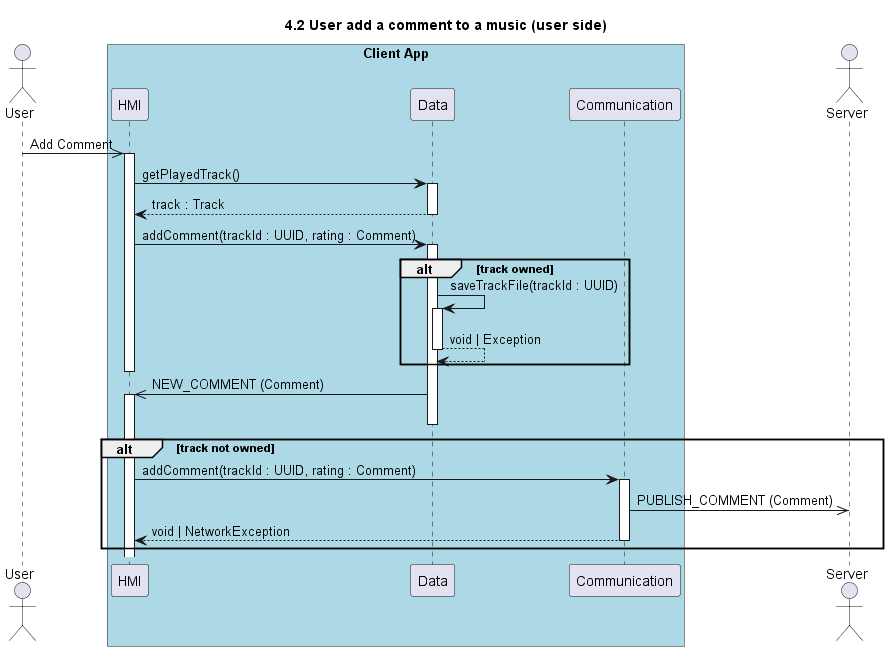 4.2 User add a comment to a music (user side)
Client App
User
HMI
Data
Communication
Server
Add Comment
getPlayedTrack()
track : Track
addComment(trackId : UUID, rating : Comment)
alt [track owned]
saveTrackFile(trackId : UUID)
void | Exception
NEW_COMMENT (Comment)
alt [track not owned]
addComment(trackId : UUID, rating : Comment)
PUBLISH_COMMENT (Comment)
void | NetworkException
User
HMI
Data
Communication
Server